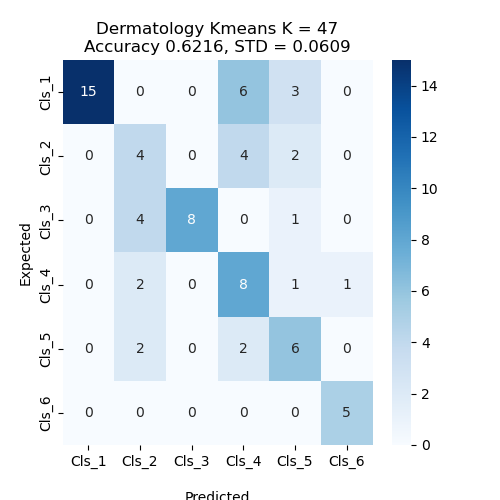 Dermatology Kmeans K = 47
Accuracy 0.6216, STD = 0.0609
Cls_1 15 0 0 6 3 0
Cls_2 0 4 0 4 2 0
Cls_3 0 4 8 0 1 0
Cls_4 0 2 0 8 1 1
Cls_5 0 2 0 2 6 0
Cls_6 0 0 0 0 0 5
Cls_1 Cls_2 Cls_3 Cls_4 Cls_5 Cls_6
Expected
Predicted
14
12
10
8
6
4
2
0